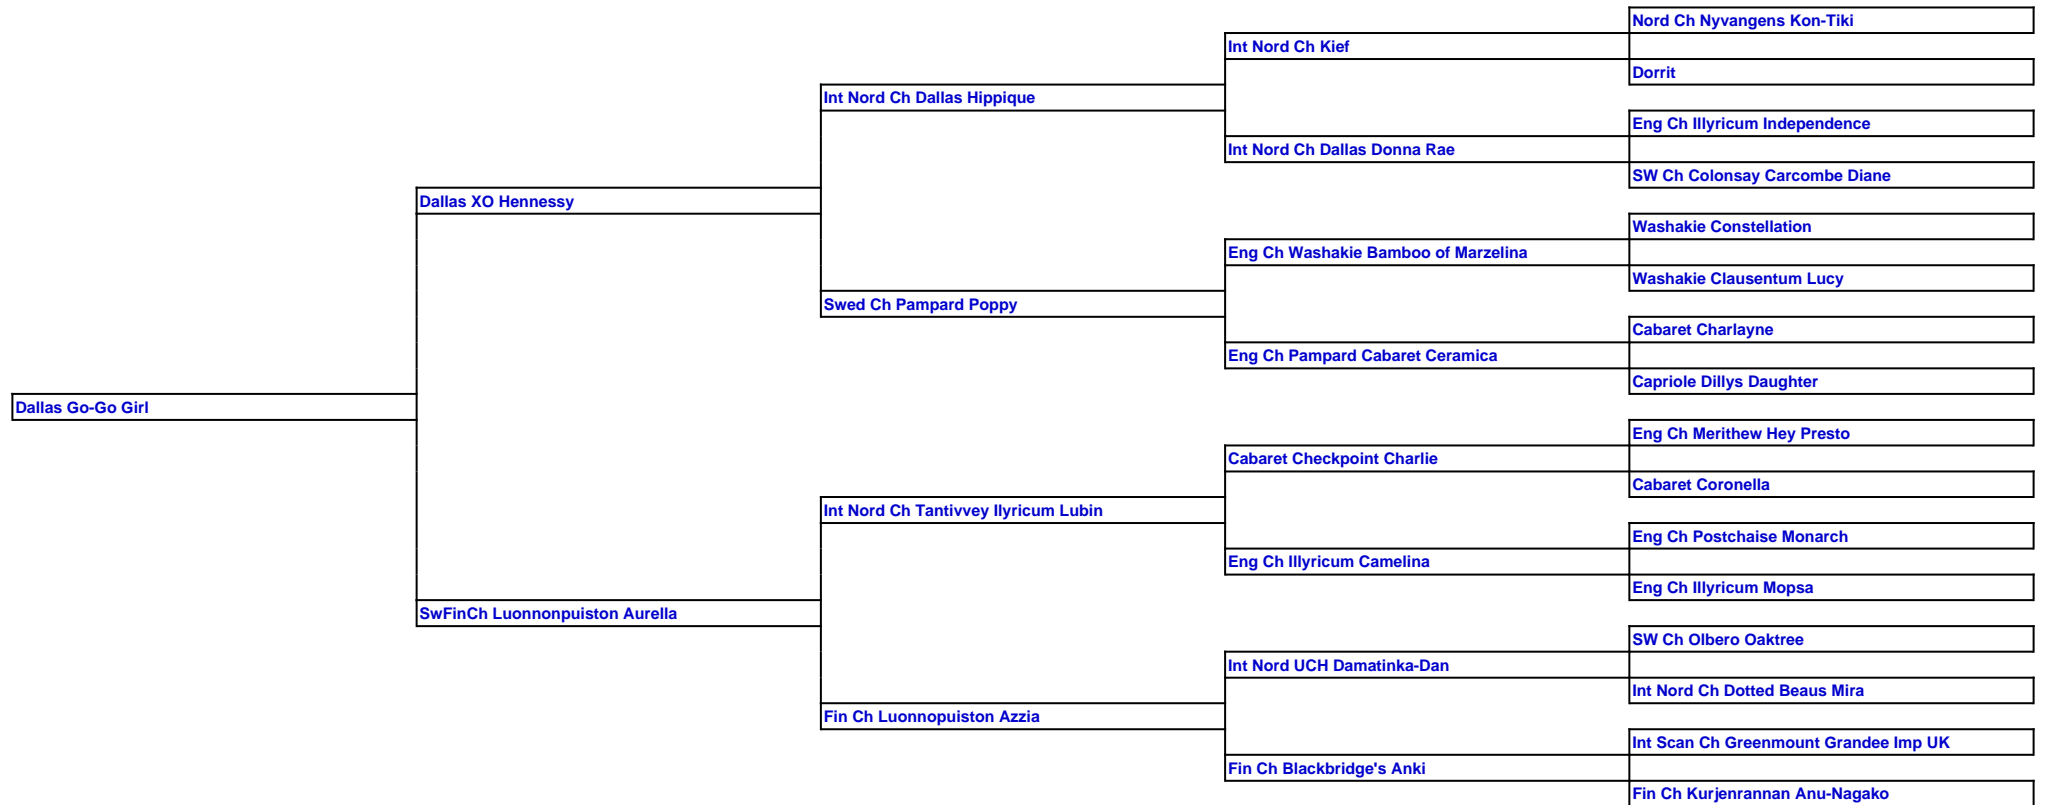 Nord Ch Nyvangens Kon-Tiki
Int Nord Ch Kief
Dorrit
Int Nord Ch Dallas Hippique
Eng Ch Illyricum Independence
Int Nord Ch Dallas Donna Rae
SW Ch Colonsay Carcombe Diane
Dallas XO Hennessy
Washakie Constellation
Eng Ch Washakie Bamboo of Marzelina
Washakie Clausentum Lucy
Swed Ch Pampard Poppy
Cabaret Charlayne
Eng Ch Pampard Cabaret Ceramica
Capriole Dillys Daughter
Dallas Go-Go Girl
Eng Ch Merithew Hey Presto
Cabaret Checkpoint Charlie
Cabaret Coronella
Int Nord Ch Tantivvey Ilyricum Lubin
Eng Ch Postchaise Monarch
Eng Ch Illyricum Camelina
Eng Ch Illyricum Mopsa
SwFinCh Luonnonpuiston Aurella
SW Ch Olbero Oaktree
Int Nord UCH Damatinka-Dan
Int Nord Ch Dotted Beaus Mira
Fin Ch Luonnopuiston Azzia
Int Scan Ch Greenmount Grandee Imp UK
Fin Ch Blackbridge's Anki
Fin Ch Kurjenrannan Anu-Nagako